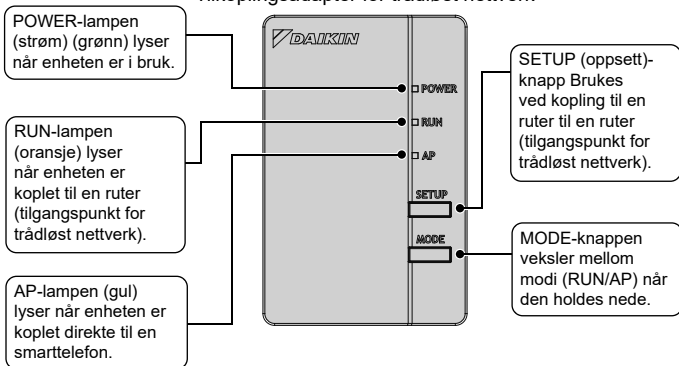 Tilkoplingsadapter for trådløst nettverk
POWER-lampen
(strøm) (grønn) lyser
når enheten er i bruk.
RUN-lampen
(oransje) lyser
når enheten er
koplet til en ruter
(tilgangspunkt for
trådløst nettverk).
AP-lampen (gul)
lyser når enheten er
koplet direkte til en
smarttelefon.
DAIKIN
POWER
RUN
AP
SETUP
MODE
SETUP (oppsett)-
knapp Brukes
ved kopling til en
ruter til en ruter
(tilgangspunkt for
trådløst nettverk).
MODE-knappen
veksler mellom
modi (RUN/AP) når
den holdes nede.